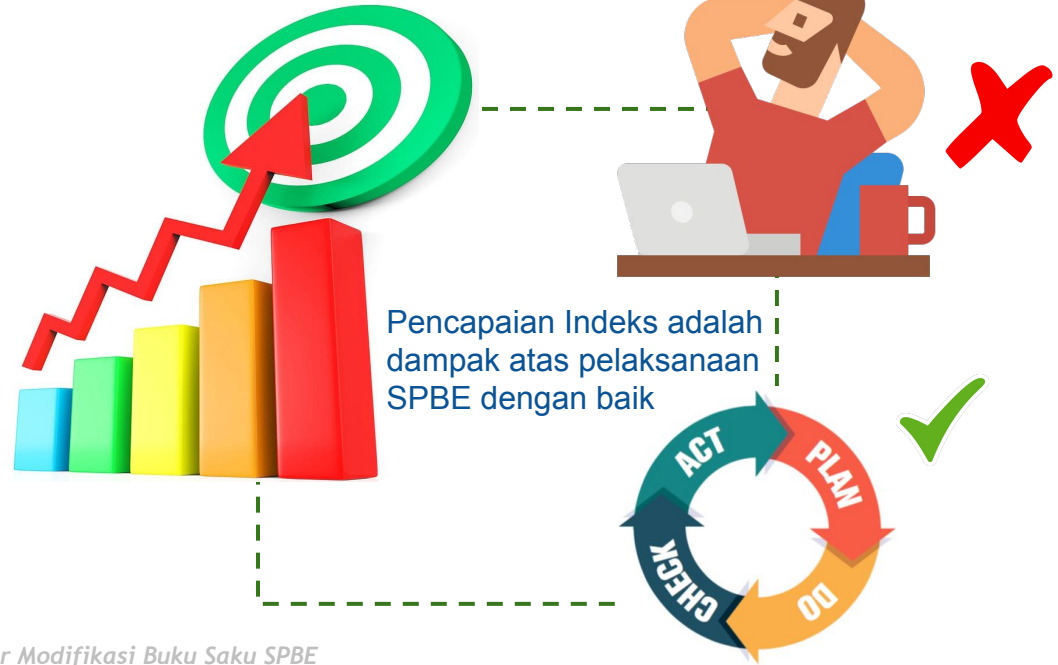 Pencapaian Indeks adalah
dampak atas pelaksanaan
SPBE dengan baik
ACT
PLAN
CHECK
DO
r Modifikasi Buku Saku SPBE